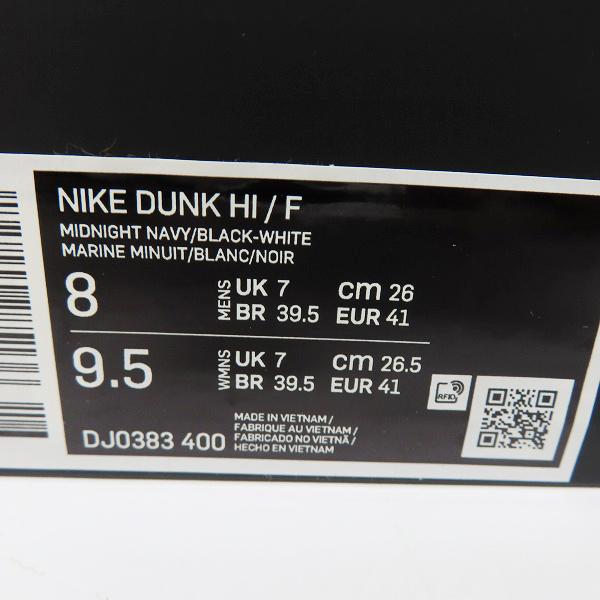 NIKE DUNK HI / F
MIDNIGHT NAVY/BLACK-WHITE
MARINE MINUIT/BLANC/NOIR
8 MENS UK 7 cm 26
BR 39.5 EUR 41
9.5 WMNS UK 7 cm 26.5
BR 39.5 EUR 41
RFID
DJ0383 400
MADE IN VIETNAM/
FABRIQUE AU VIETNAM/
FABRICADO NO VIETNÃ/
HECHO EN VIETNAM